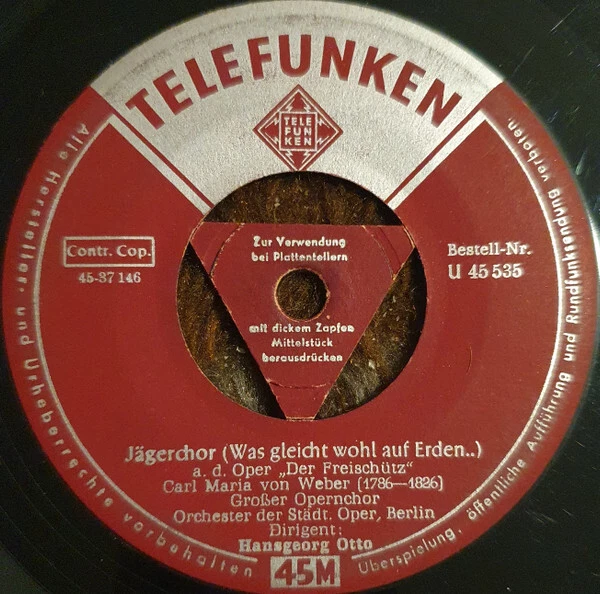 TELEFUNKEN
TELE
FUN
KEN
Zur Verwendung
bei Plattentellern
mit dickem Zapfen
Mittelstück
herausdrücken
Contr. Cop.
45-37 146
Bestell-Nr.
U 45 535
Jägerchor (Was gleicht wohl auf Erden..)
a. d. Oper „Der Freischütz“
Carl Maria von Weber (1786—1826)
Großer Opernchor
Orchester der Städt. Oper, Berlin
Dirigent:
Hansgeorg Otto
45M
Alle Hersteller- und Urheberrechte vorbehalten
Überspielung, öffentliche Aufführung und Rundfunksendung verboten.